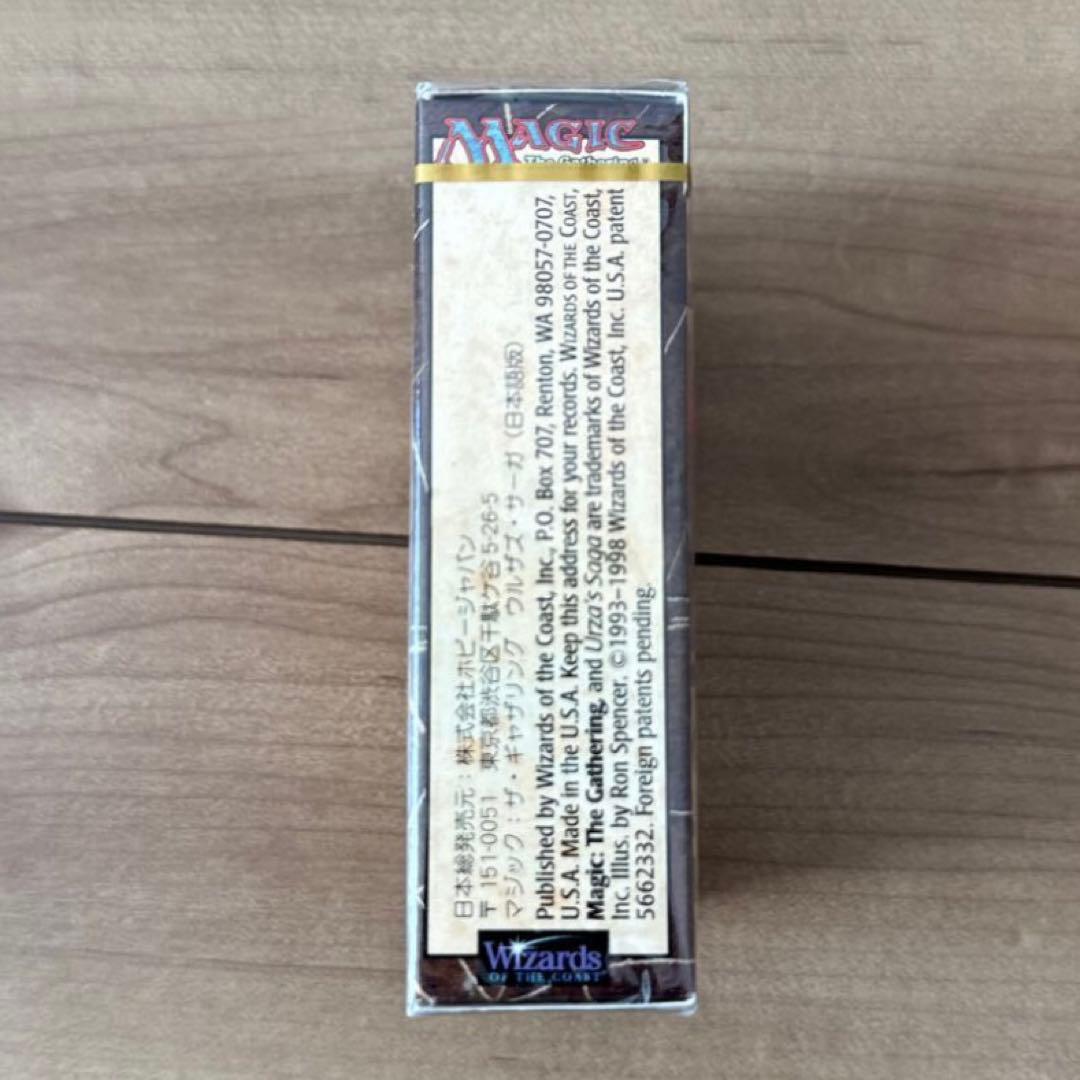 MAGIC
The Gathering
日本総発売元：株式会社ホビージャパン
〒151-0051 東京都渋谷区千駄ケ谷5-26-5
マジック：ザ・ギャザリング ウルザズ・サーガ（日本語版）
Published by Wizards of the Coast, Inc., P.O. Box 707, Renton, WA 98057-0707,
U.S.A. Made in the U.S.A. Keep this address for your records. WIZARDS OF THE COAST,
Magic: The Gathering, and Urza's Saga are trademarks of Wizards of the Coast,
Inc. Illus. by Ron Spencer. ©1993–1998 Wizards of the Coast, Inc. U.S.A. patent
5662332. Foreign patents pending.
Wizards
OF THE COAST